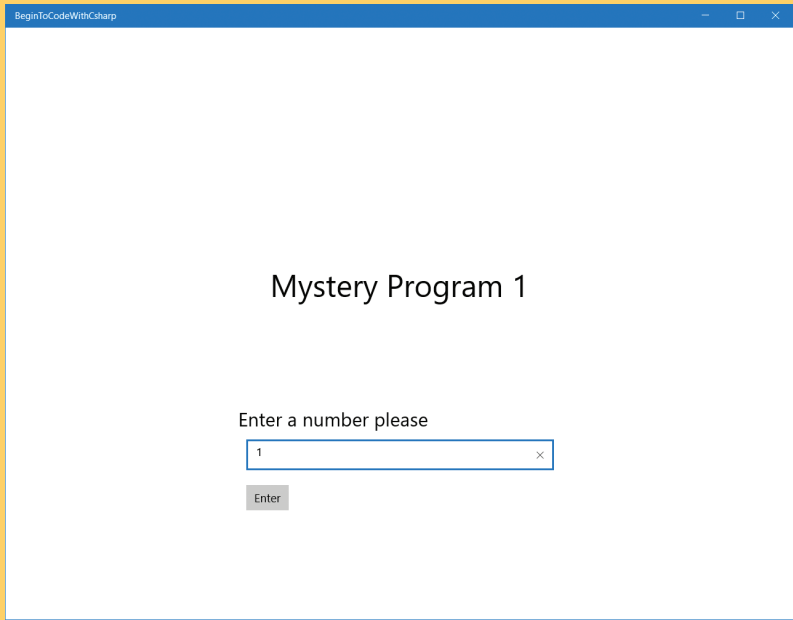 BeginToCodeWithCsharp
Mystery Program 1
Enter a number please
1
Enter